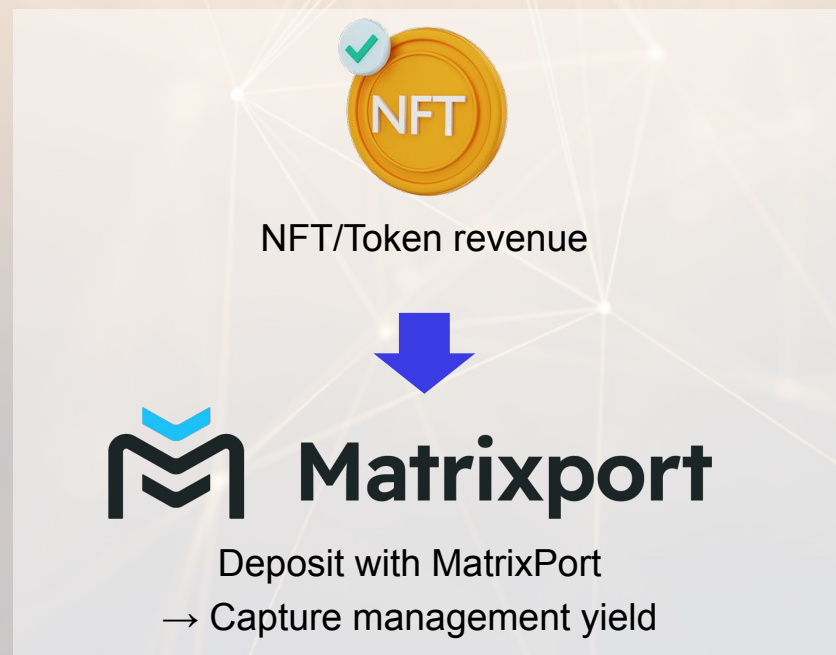 NFT
NFT/Token revenue
Matrixport
Deposit with MatrixPort
→ Capture management yield